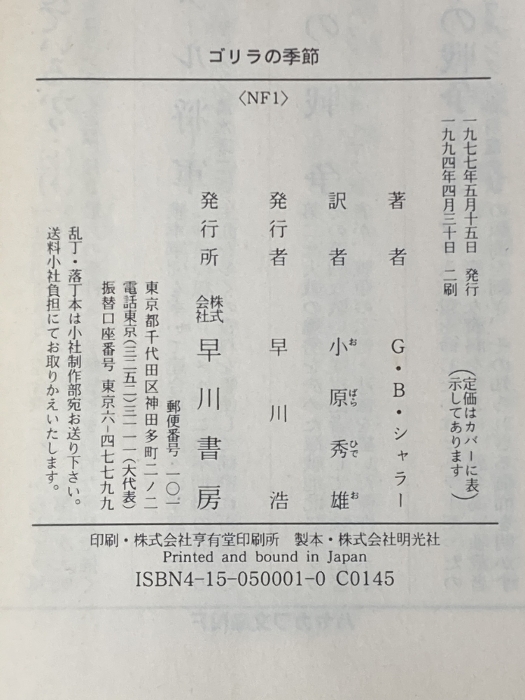 ゴリラの季節
〈NF1〉
一九七七年五月十五日　発行
一九九四年四月三十日　二刷
（定価はカバーに表
示してあります）
著者　G・B・シャラー
訳者　小原秀雄
お　ばら　ひで　お
発行者　早川　浩
発行所　株式会社　早川書房
郵便番号　一〇一
東京都千代田区神田多町二ノ二
電話東京（三二五二）三一一一（大代表）
振替口座番号　東京六－四七七九九
乱丁・落丁本は小社制作部宛お送り下さい。
送料小社負担にてお取りかえいたします。
印刷・株式会社亨有堂印刷所　製本・株式会社明光社
Printed and bound in Japan
ISBN4-15-050001-0 C0145